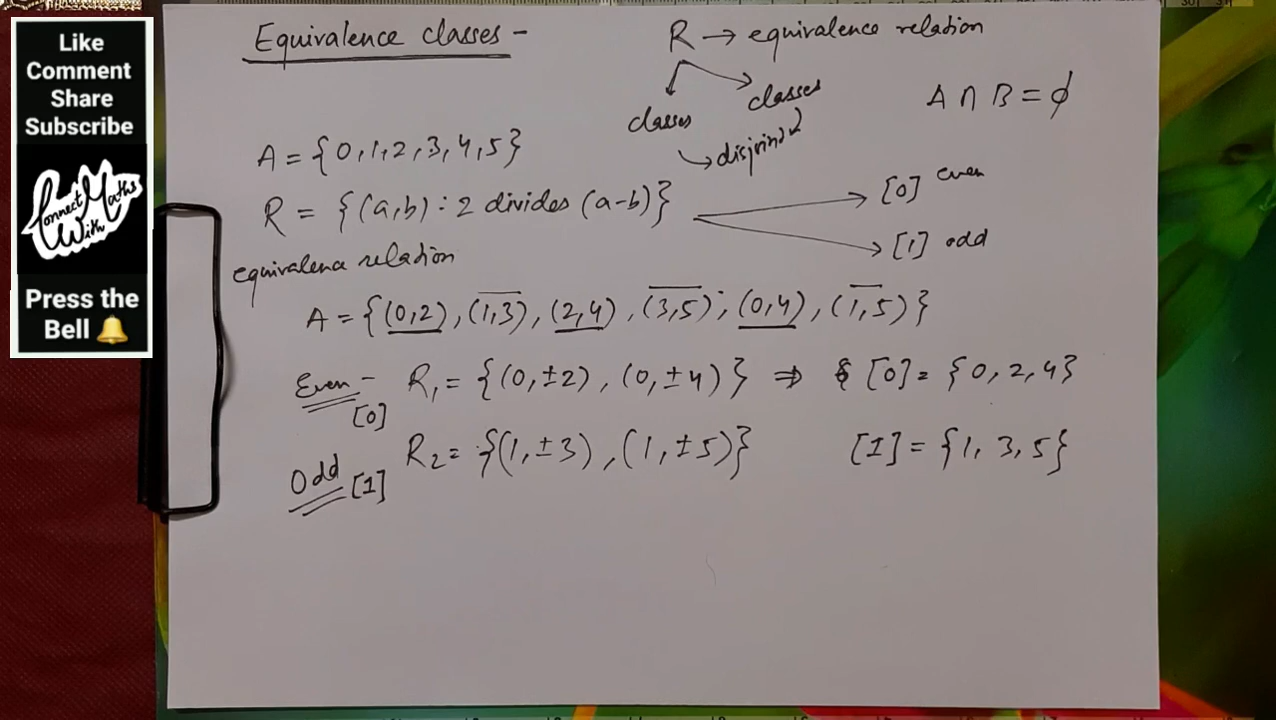 Like
Comment
Share
Subscribe
Connect Maths With
Press the
Bell 🔔
Equivalence classes -
R → equivalence relation
classes classes
disjoint
A ∩ B = ϕ
A = {0,1,2,3,4,5}
R = {(a,b) : 2 divides (a-b)}
[0] even
[1] odd
equivalence relation
A = {(0,2), (1,3), (2,4), (3,5), (0,4), (1,5)}
Even - [0] R₁ = {(0,±2), (0,±4)} ⇒ [0] = {0,2,4}
Odd [1] R₂ = {(1,±3), (1,±5)} [1] = {1,3,5}